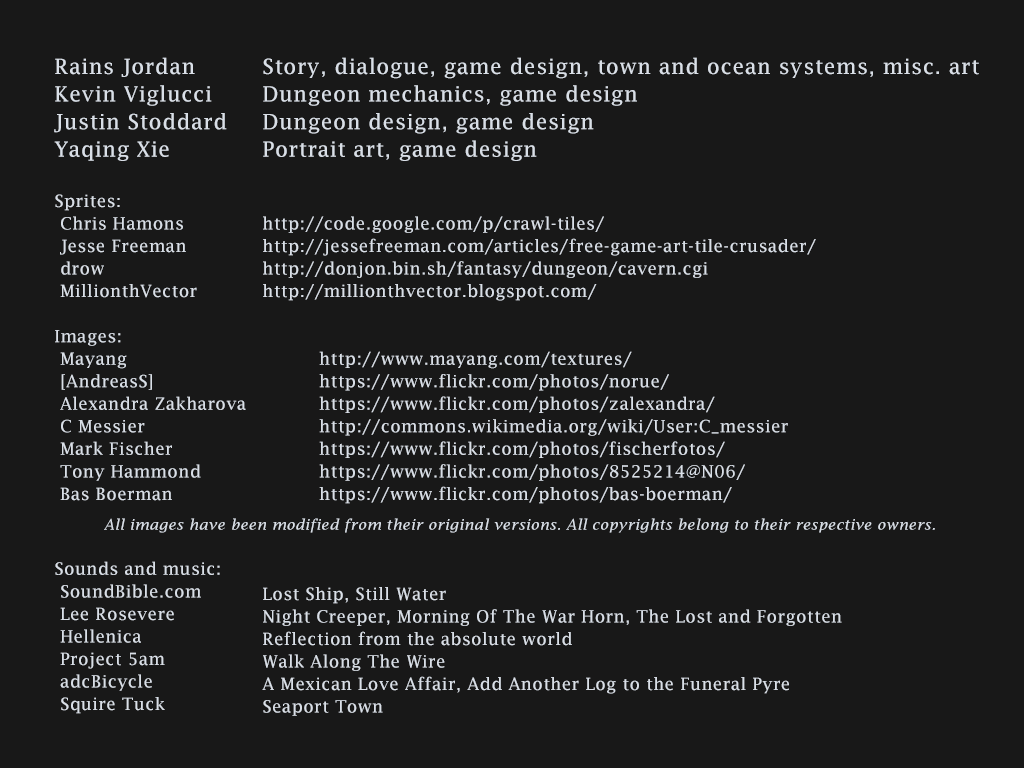 Rains Jordan Story, dialogue, game design, town and ocean systems, misc. art
Kevin Viglucci Dungeon mechanics, game design
Justin Stoddard Dungeon design, game design
Yaqing Xie Portrait art, game design
Sprites:
Chris Hamons http://code.google.com/p/crawl-tiles/
Jesse Freeman http://jessefreeman.com/articles/free-game-art-tile-crusader/
drow http://donjon.bin.sh/fantasy/dungeon/cavern.cgi
MillionthVector http://millionthvector.blogspot.com/
Images:
Mayang http://www.mayang.com/textures/
[AndreasS] https://www.flickr.com/photos/norue/
Alexandra Zakharova https://www.flickr.com/photos/zalexandra/
C Messier http://commons.wikimedia.org/wiki/User:C_messier
Mark Fischer https://www.flickr.com/photos/fischerfotos/
Tony Hammond https://www.flickr.com/photos/8525214@N06/
Bas Boerman https://www.flickr.com/photos/bas-boerman/
All images have been modified from their original versions. All copyrights belong to their respective owners.
Sounds and music:
SoundBible.com Lost Ship, Still Water
Lee Rosevere Night Creeper, Morning Of The War Horn, The Lost and Forgotten
Hellenica Reflection from the absolute world
Project 5am Walk Along The Wire
adcBicycle A Mexican Love Affair, Add Another Log to the Funeral Pyre
Squire Tuck Seaport Town